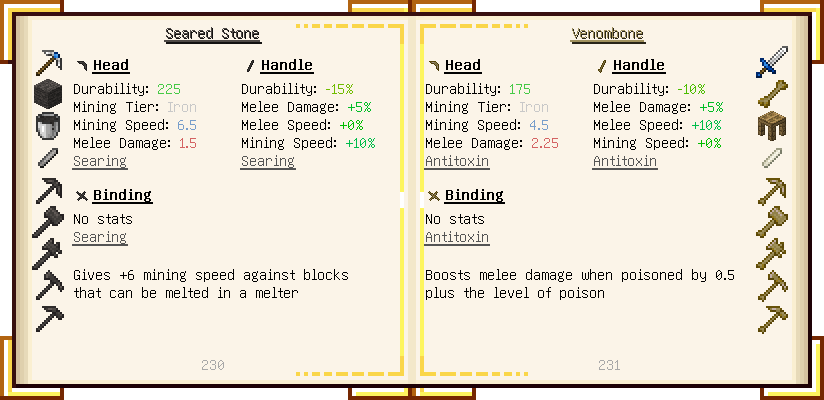 Seared Stone
Head
Durability: 225
Mining Tier: Iron
Mining Speed: 6.5
Melee Damage: 1.5
Searing
Handle
Durability: -15%
Melee Damage: +5%
Melee Speed: +0%
Mining Speed: +10%
Searing
Binding
No stats
Searing
Gives +6 mining speed against blocks
that can be melted in a melter
230
Venombone
Head
Durability: 175
Mining Tier: Iron
Mining Speed: 4.5
Melee Damage: 2.25
Antitoxin
Handle
Durability: -10%
Melee Damage: +5%
Melee Speed: +10%
Mining Speed: +0%
Antitoxin
Binding
No stats
Antitoxin
Boosts melee damage when poisoned by 0.5
plus the level of poison
231